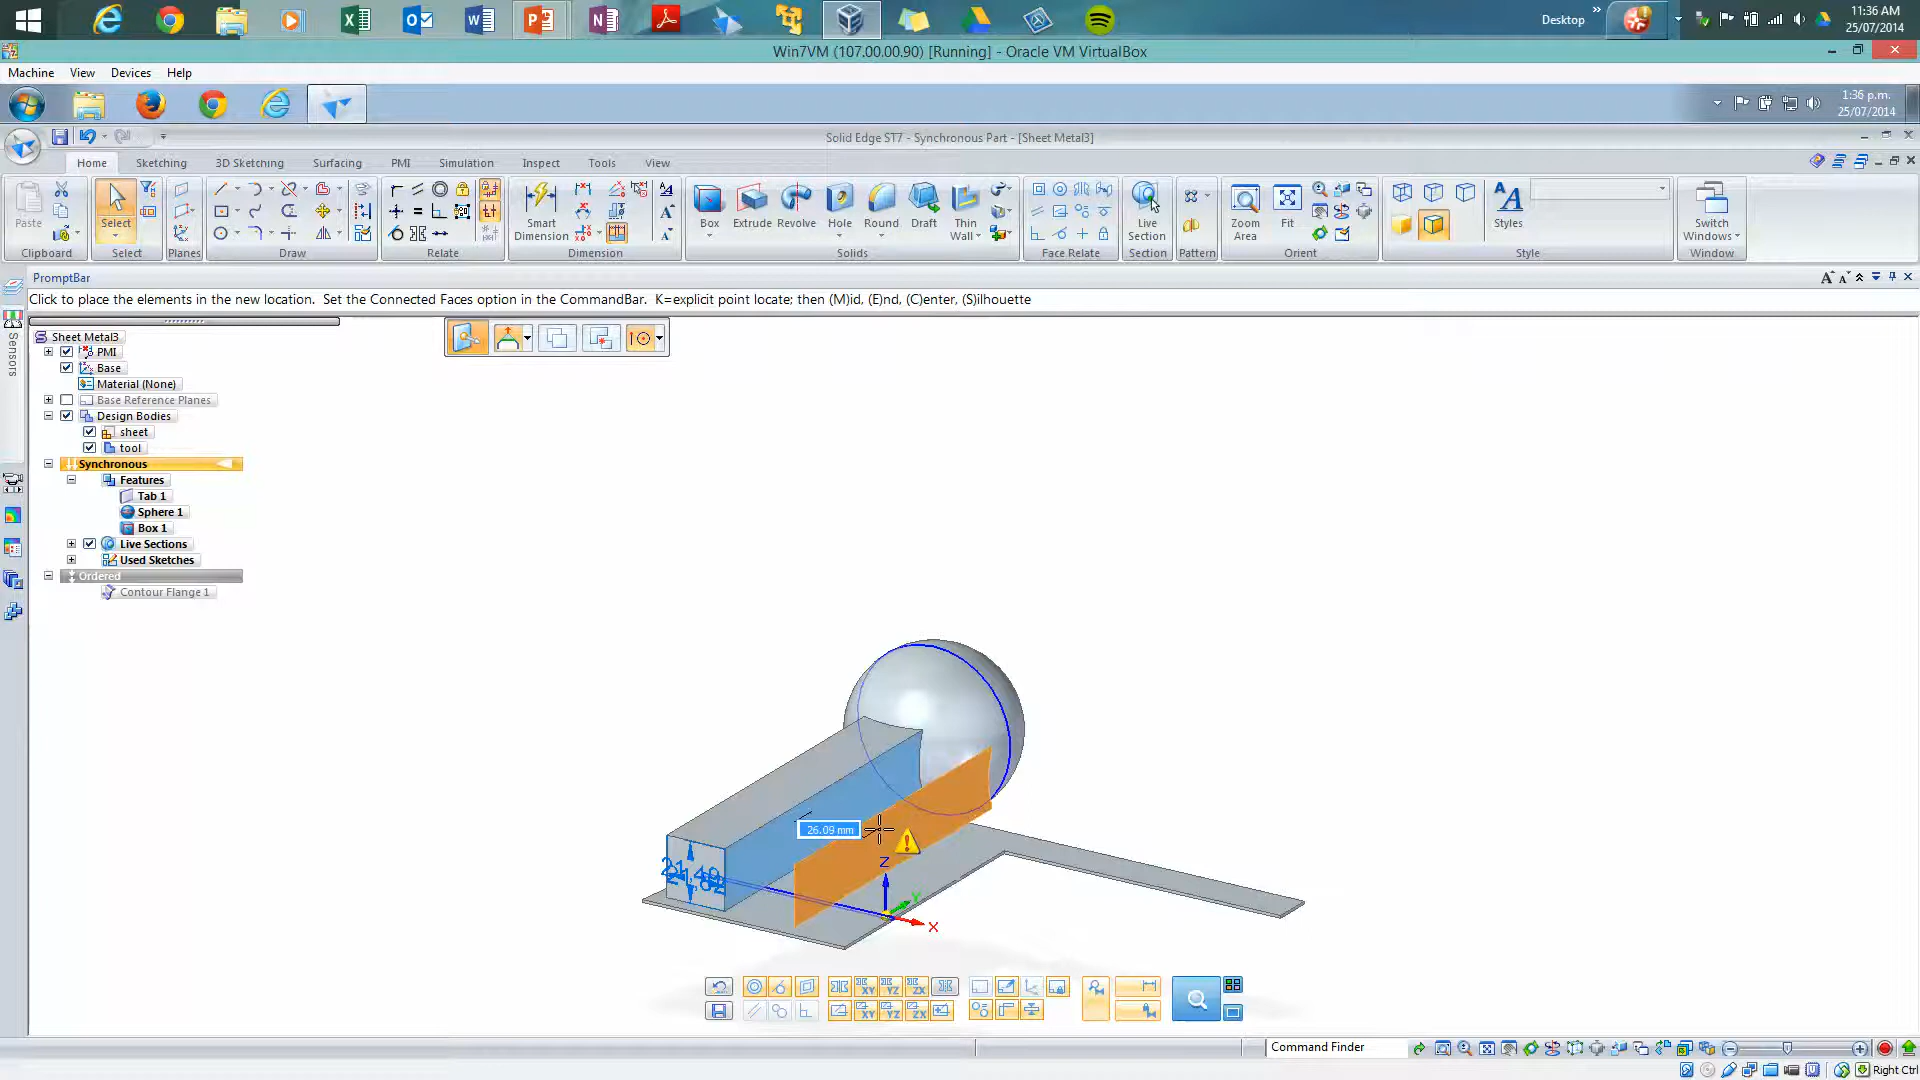 Desktop
11:36 AM
25/07/2014
Win7VM (107.00.00.90) [Running] - Oracle VM VirtualBox
Machine View Devices Help
1:36 p.m.
25/07/2014
Solid Edge ST7 - Synchronous Part - [Sheet Metal3]
Home Sketching 3D Sketching Surfacing PMI Simulation Inspect Tools View
Paste
Select
Smart Dimension
Box
Extrude
Revolve
Hole
Round
Draft
Thin Wall
Live Section
Zoom Area
Fit
Styles
Switch Windows
Clipboard Select Planes Draw Relate Dimension Solids Face Relate Section Pattern Orient Style Window
PromptBar
Click to place the elements in the new location. Set the Connected Faces option in the CommandBar. K=explicit point locate; then (M)id, (E)nd, (C)enter, (S)ilhouette
Sensors
Sheet Metal3
PMI
Base
Material (None)
Base Reference Planes
Design Bodies
sheet
tool
Synchronous
Features
Tab 1
Sphere 1
Box 1
Live Sections
Used Sketches
Ordered
Contour Flange 1
26.09 mm
Z
Y
X
XY YZ ZX
XY YZ ZX
Command Finder
Right Ctrl